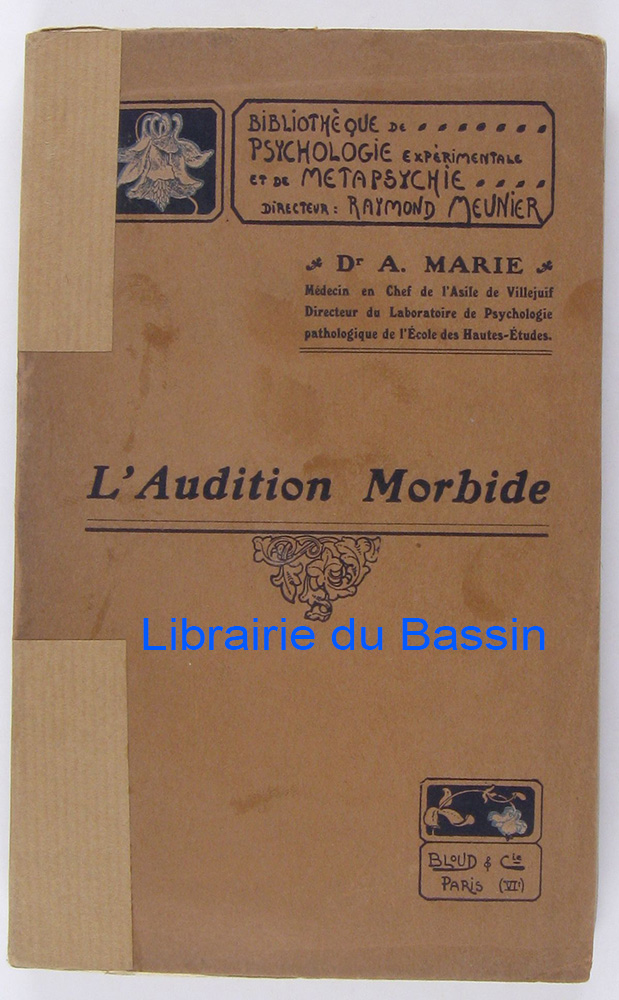 BIBLIOTHÈQUE DE
PSYCHOLOGIE EXPÉRIMENTALE
ET DE METAPSYCHIE
DIRECTEUR : RAYMOND MEUNIER
Dr A. MARIE
Médecin en Chef de l'Asile de Villejuif
Directeur du Laboratoire de Psychologie
pathologique de l'École des Hautes-Études.
L'Audition Morbide
Librairie du Bassin
BLOUD & Cie
PARIS (VIe)